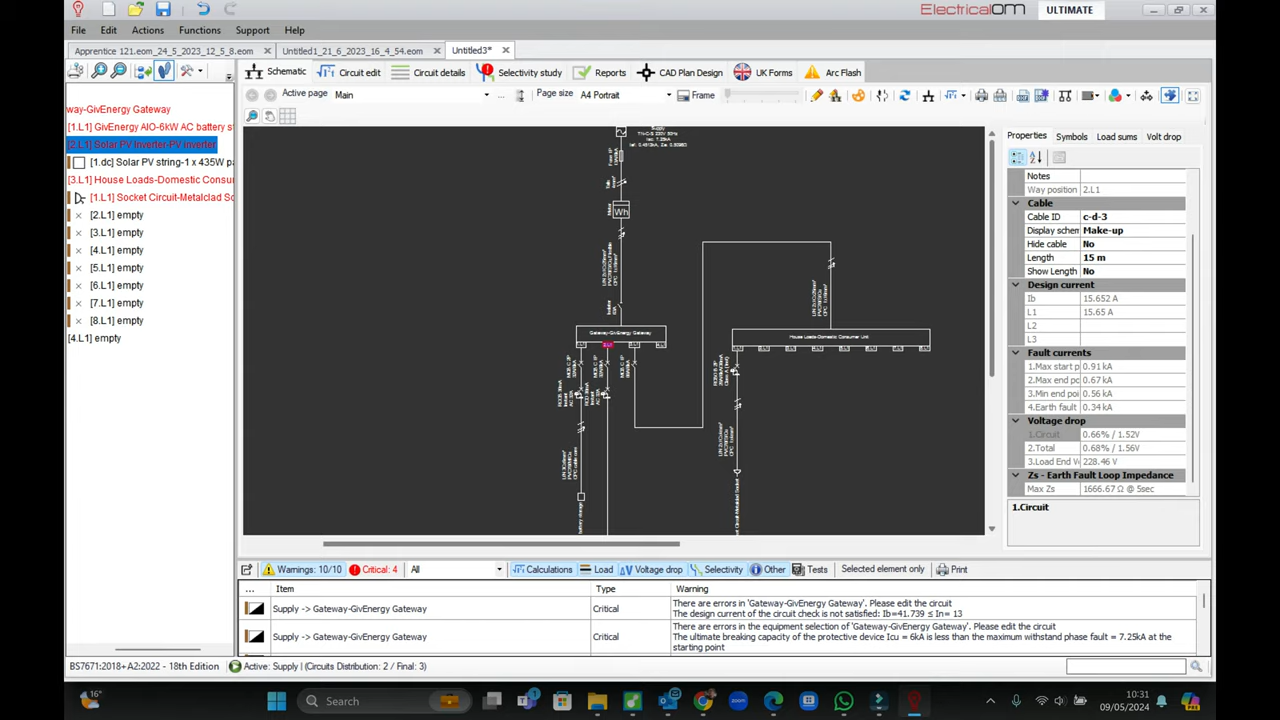 ElectricalOM
ULTIMATE
File Edit Actions Functions Support Help
Apprentice 121.eom_24_5_2023_12_5_8.eom
Untitled1_21_6_2023_16_4_54.eom
Untitled3*
Schematic
Circuit edit
Circuit details
Selectivity study
Reports
CAD Plan Design
UK Forms
Arc Flash
Active page Main
Page size A4 Portrait
Frame
way-GivEnergy Gateway
[1.L1] GivEnergy AIO-6kW AC battery st
[2.L1] Solar PV Inverter-PV inverter
[1.dc] Solar PV string-1 x 435W pa
[3.L1] House Loads-Domestic Consu
[1.L1] Socket Circuit-Metalclad So
[2.L1] empty
[3.L1] empty
[4.L1] empty
[5.L1] empty
[6.L1] empty
[7.L1] empty
[8.L1] empty
[4.L1] empty
Supply
TN-C-S 230V 50Hz
Wh
Gateway-GivEnergy Gateway
House Loads-Domestic Consumer Unit
Properties Symbols Load sums Volt drop
Notes
Way position 2.L1
Cable
Cable ID c-d-3
Display schem Make-up
Hide cable No
Length 15 m
Show Length No
Design current
Ib 15.652 A
L1 15.65 A
L2
L3
Fault currents
1.Max start p 0.91 kA
2.Max end po 0.67 kA
3.Min end poi 0.56 kA
4.Earth fault 0.34 kA
Voltage drop
1.Circuit 0.66% / 1.52V
2.Total 0.68% / 1.56V
3.Load End V 228.46 V
Zs - Earth Fault Loop Impedance
Max Zs 1666.67 Ω @ 5sec
1.Circuit
Warnings: 10/10
Critical: 4
All
Calculations
Load
Voltage drop
Selectivity
Other
Tests
Selected element only
Print
... Item Type Warning
Supply -> Gateway-GivEnergy Gateway Critical There are errors in 'Gateway-GivEnergy Gateway'. Please edit the circuit
The design current of the circuit check is not satisfied: Ib=41.739 ≤ In= 13
Supply -> Gateway-GivEnergy Gateway Critical There are errors in the equipment selection of 'Gateway-GivEnergy Gateway'. Please edit the circuit
The ultimate breaking capacity of the protective device Icu = 6kA is less than the maximum withstand phase fault = 7.25kA at the
starting point
BS7671:2018+ A2:2022 - 18th Edition
Active: Supply | (Circuits Distribution: 2 / Final: 3)
16°
Search
10:31
09/05/2024